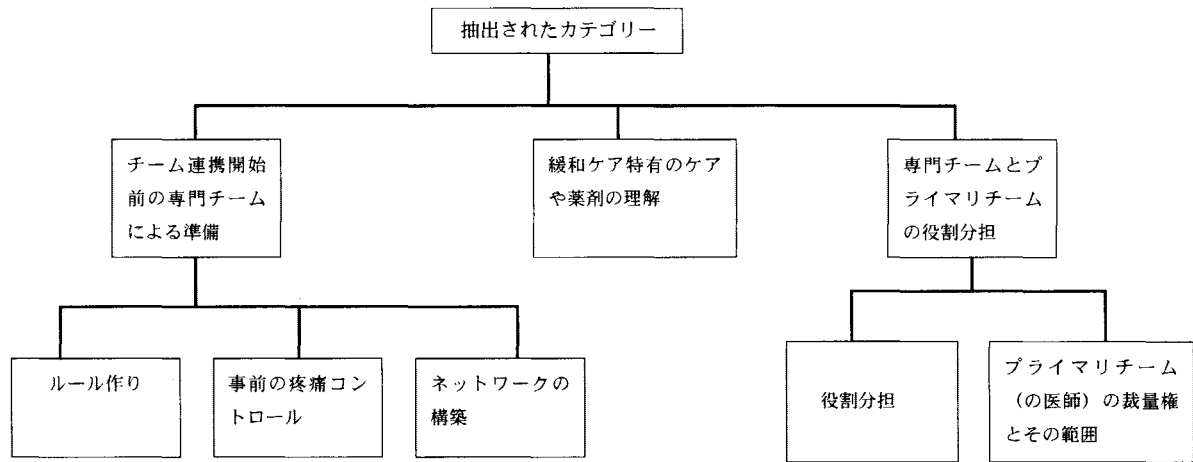 抽出されたカテゴリー
チーム連携開始
前の専門チーム
による準備
緩和ケア特有のケア
や薬剤の理解
専門チームとプ
ライマリチーム
の役割分担
ルール作り
事前の疼痛コン
トロール
ネットワークの
構築
役割分担
プライマリチーム
（の医師）の裁量権
とその範囲